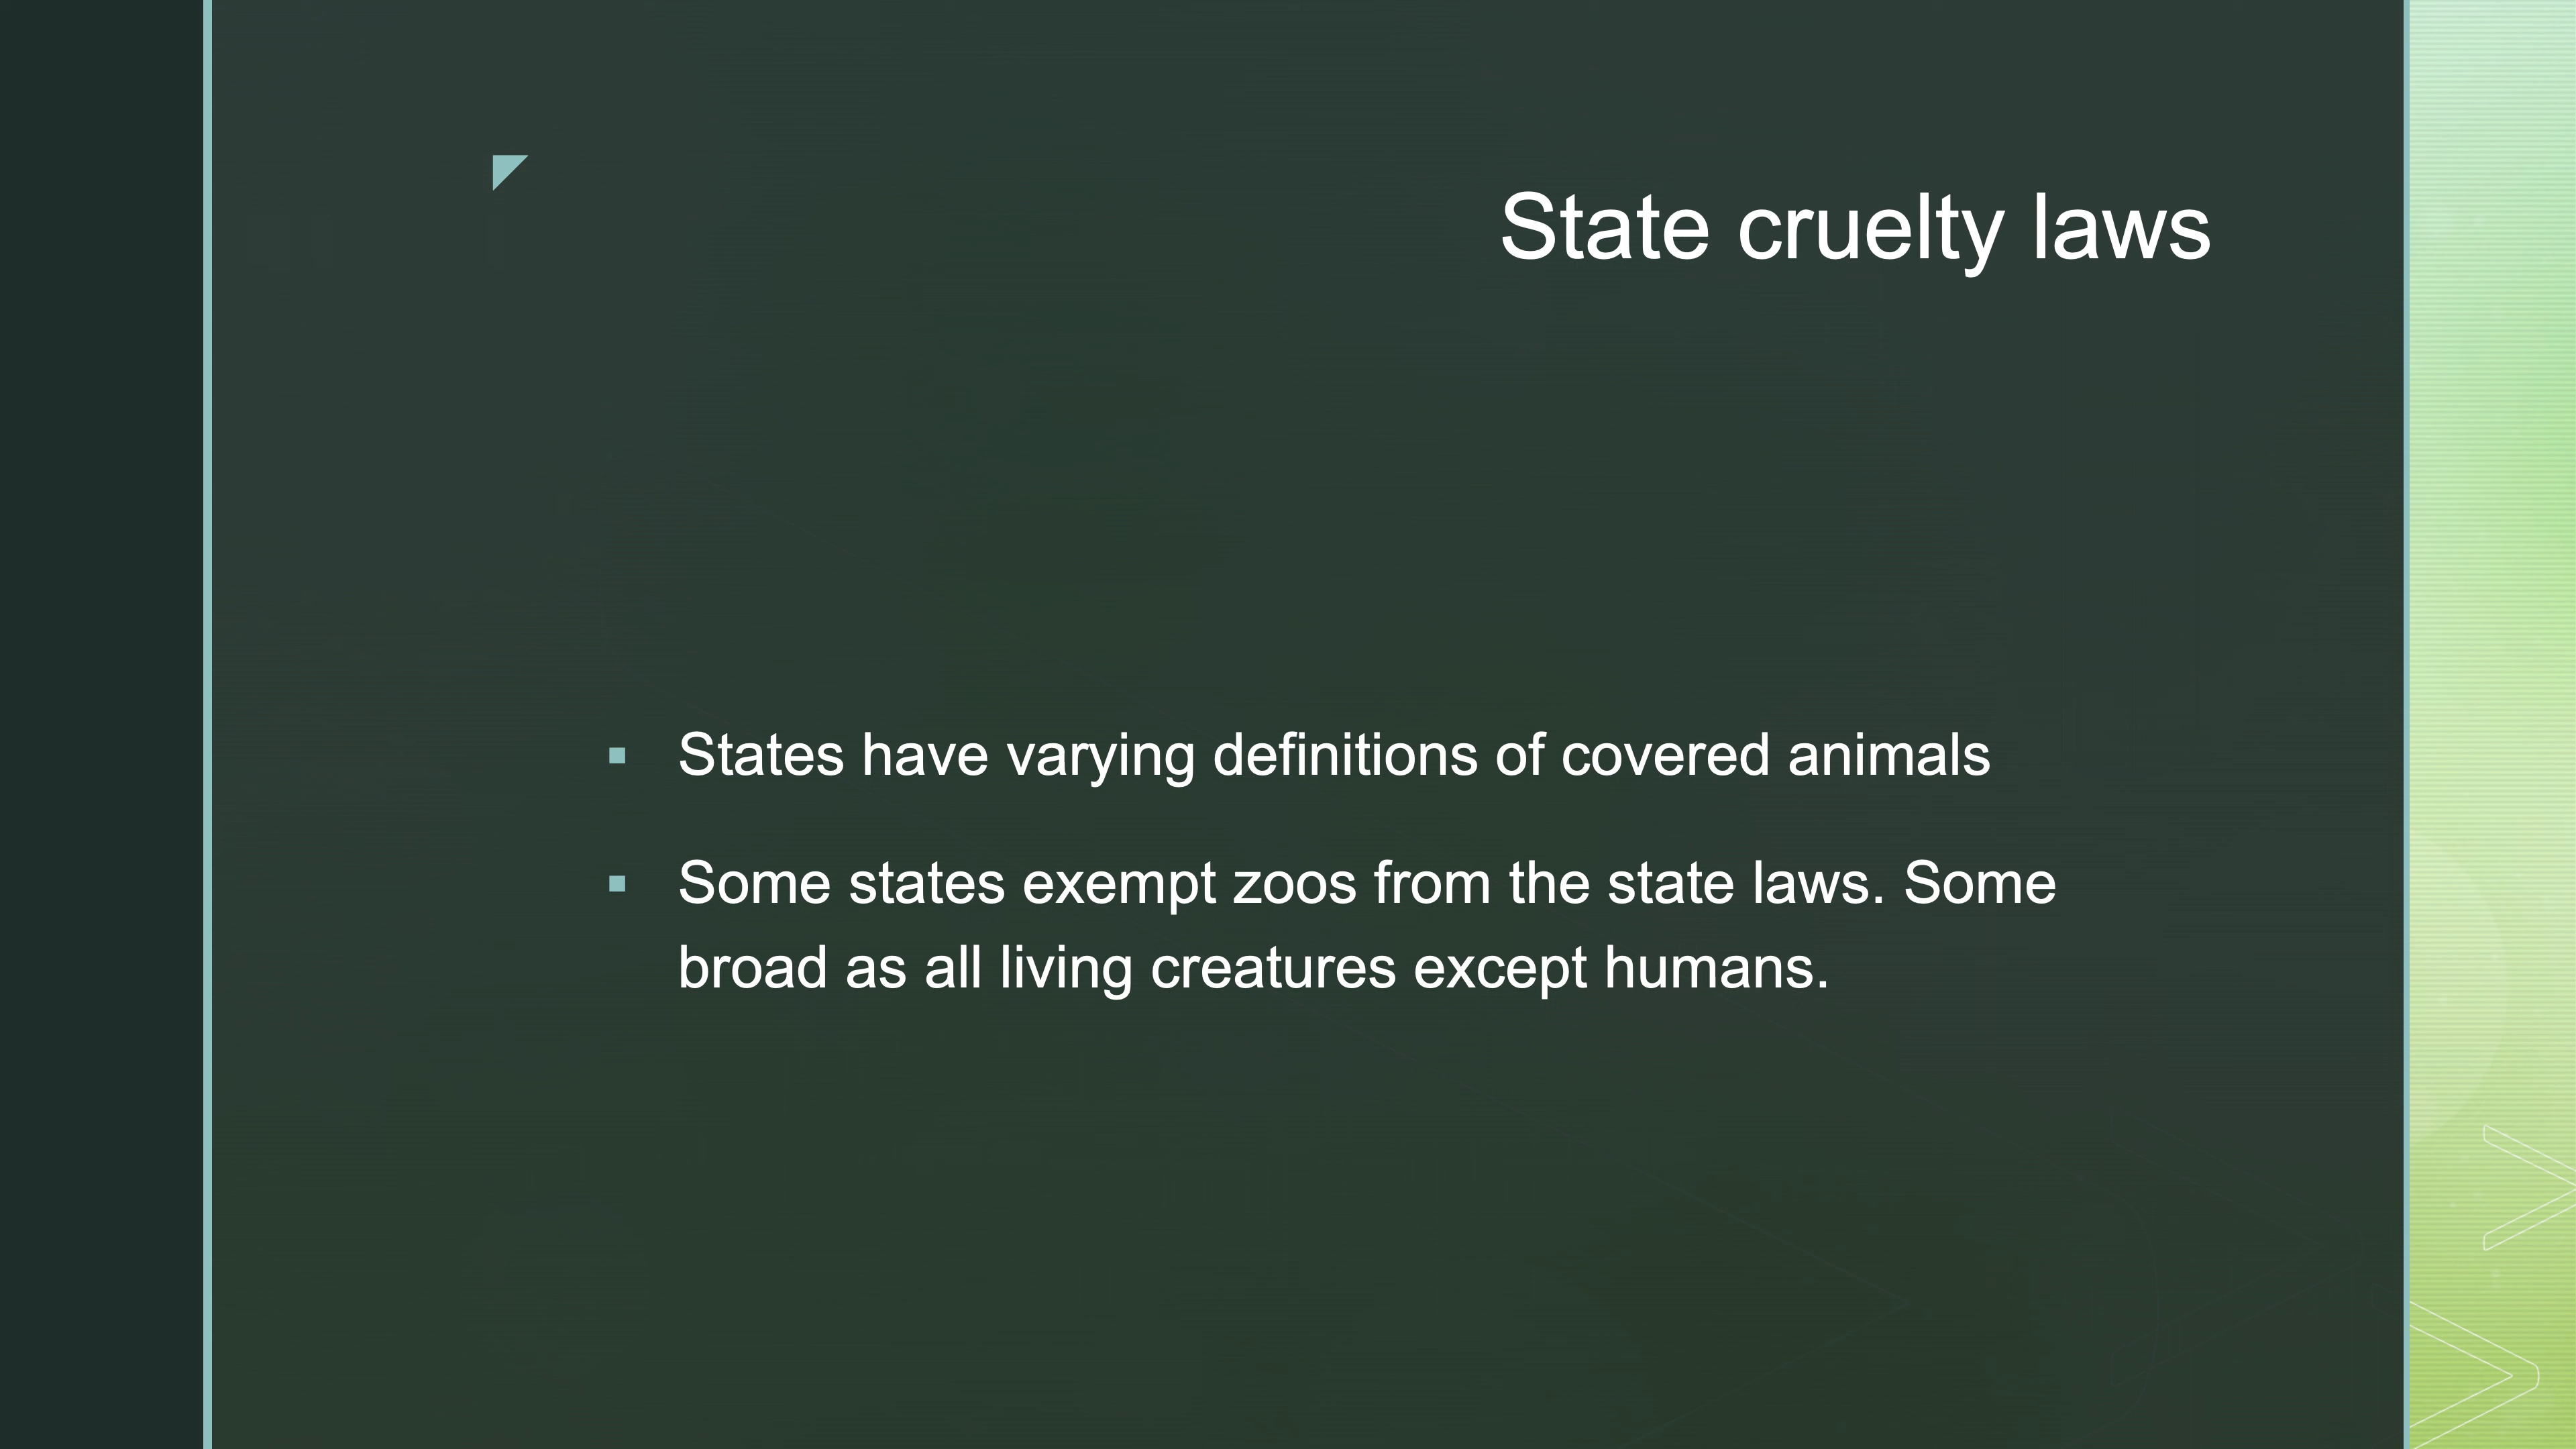 State cruelty laws
▪ States have varying definitions of covered animals
▪ Some states exempt zoos from the state laws. Some
broad as all living creatures except humans.